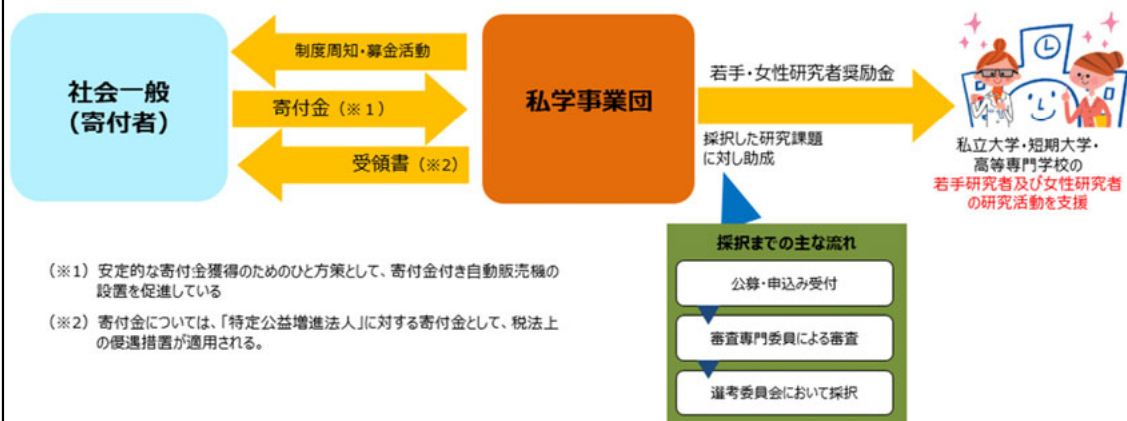 社会一般
(寄付者)
制度周知・募金活動
寄付金（※１）
受領書（※2）
私学事業団
若手・女性研究者奨励金
採択した研究課題
に対し助成
私立大学・短期大学・
高等専門学校の
若手研究者及び女性研究者
の研究活動を支援
採択までの主な流れ
公募・申込み受付
審査専門委員による審査
選考委員会において採択
（※1）安定的な寄付金獲得のためのひと方策として、寄付金付き自動販売機の
設置を促進している
（※2）寄付金については、「特定公益増進法人」に対する寄付金として、税法上
の優遇措置が適用される。